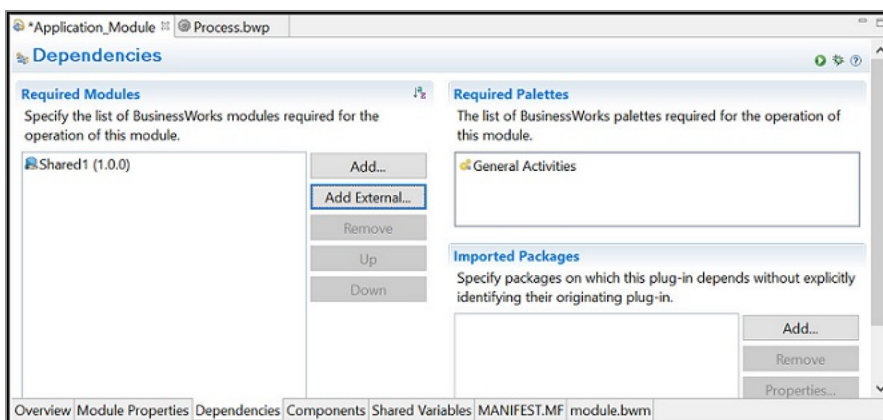 *Application_Module Process.bwp
Dependencies
Required Modules
Specify the list of BusinessWorks modules required for the
operation of this module.
Shared1 (1.0.0)
Add...
Add External...
Remove
Up
Down
Required Palettes
The list of BusinessWorks palettes required for the operation of
this module.
General Activities
Imported Packages
Specify packages on which this plug-in depends without explicitly
identifying their originating plug-in.
Add...
Remove
Properties...
Overview Module Properties Dependencies Components Shared Variables MANIFEST.MF module.bwm